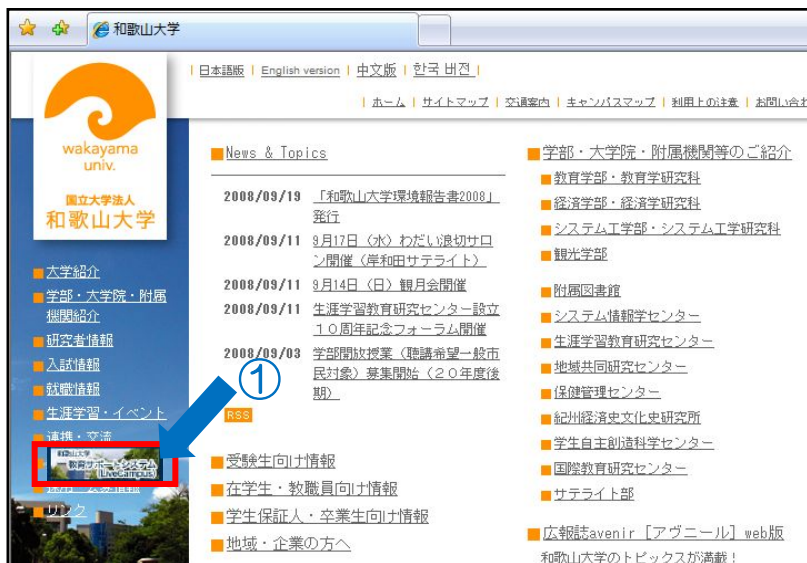 和歌山大学
日本語版 | English version | 中文版 | 한국 버전 |
| ホーム | サイトマップ | 交通案内 | キャンパスマップ | 利用上の注意 | お問い合わ
wakayama
univ.
国立大学法人
和歌山大学
大学紹介
学部・大学院・附属
機関紹介
研究者情報
入試情報
就職情報
生涯学習・イベント
連携・交流
和歌山大学
教育サポートシステム
(LiveCampus)
リンク
News & Topics
2008/09/19 「和歌山大学環境報告書2008」
発行
2008/09/11 9月17日（水）わだい浪切サロ
ン開催（岸和田サテライト）
2008/09/11 9月14日（日）観月会開催
2008/09/11 生涯学習教育研究センター設立
１０周年記念フォーラム開催
2008/09/03 学部開放授業（聴講希望一般市
民対象）募集開始（２０年度後
期）
①
RSS
受験生向け情報
在学生・教職員向け情報
学生保証人・卒業生向け情報
地域・企業の方へ
学部・大学院・附属機関等のご紹介
教育学部・教育学研究科
経済学部・経済学研究科
システム工学部・システム工学研究科
観光学部
附属図書館
システム情報学センター
生涯学習教育研究センター
地域共同研究センター
保健管理センター
紀州経済史文化史研究所
学生自主創造科学センター
国際教育研究センター
サテライト部
広報誌avenir［アヴニール］web版
和歌山大学のトピックスが満載！